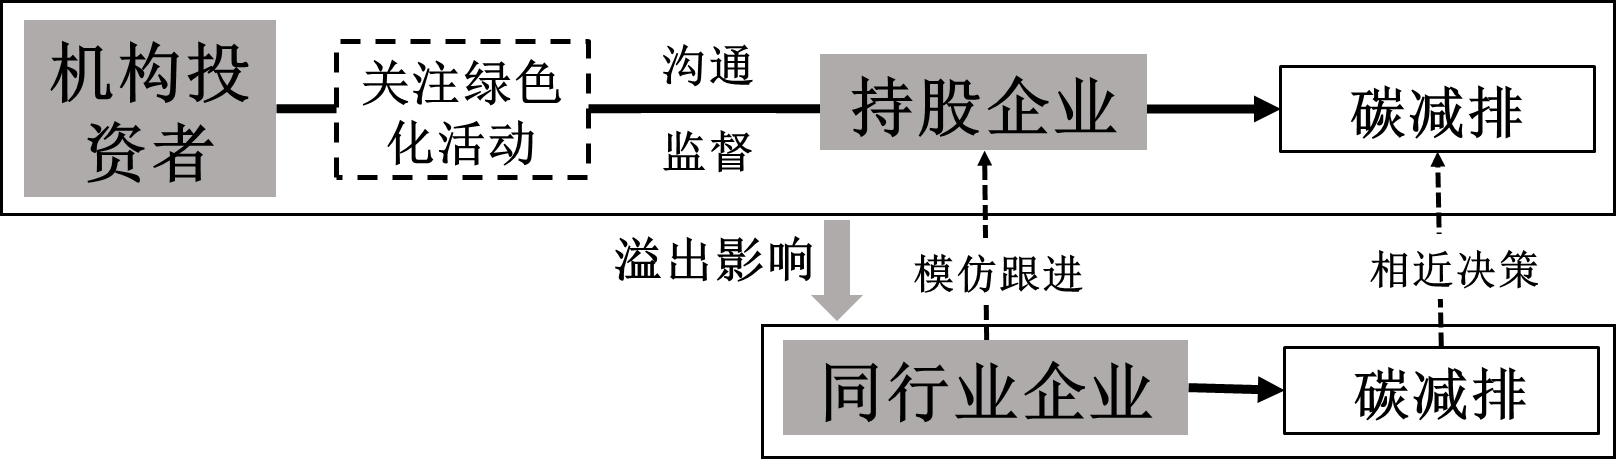 机构投
资者
关注绿色
化活动
沟通
监督
持股企业
碳减排
溢出影响
模仿跟进
相近决策
同行业企业
碳减排